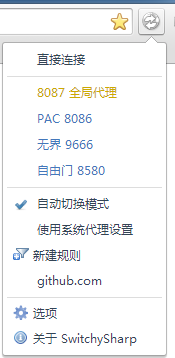 直接连接
8087 全局代理
PAC 8086
无界 9666
自由门 8580
自动切换模式
使用系统代理设置
新建规则
github.com
选项
关于 SwitchySharp